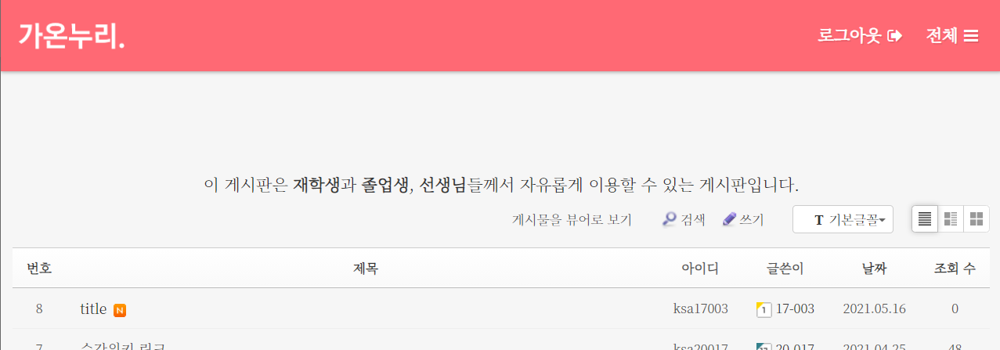 가온누리.
로그아웃 전체
이 게시판은 재학생과 졸업생, 선생님들께서 자유롭게 이용할 수 있는 게시판입니다.
게시물을 뷰어로 보기 검색 쓰기 T 기본글꼴
번호 제목 아이디 글쓴이 날짜 조회 수
8 title N ksa17003 1 17-003 2021.05.16 0
7 ksa20017 20-017 2021.04.25 48